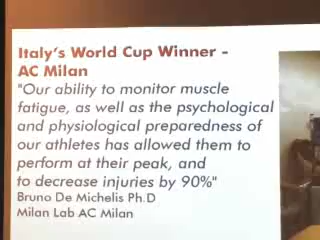 Italy's World Cup Winner -
AC Milan
"Our ability to monitor muscle
fatigue, as well as the psychological
and physiological preparedness of
our athletes has allowed them to
perform at their peak, and
to decrease injuries by 90%"
Bruno De Michelis Ph.D
Milan Lab AC Milan